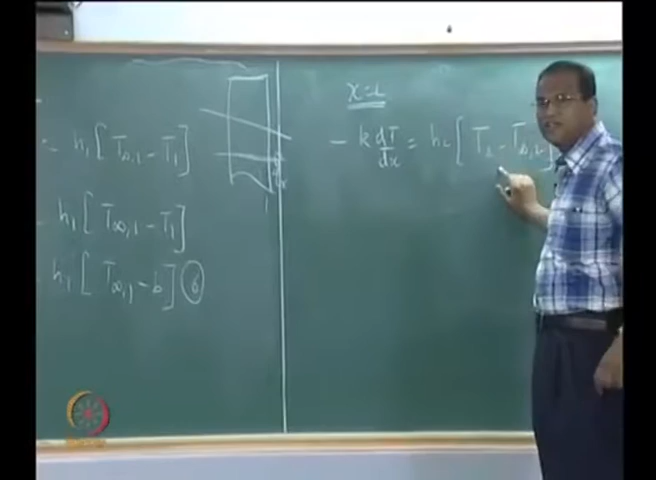 - h₁[T∞,1 - T₁]
- h₁[T∞,1 - T₁]
h₁[T∞,1 - b] ⑥
x=L
- k dT/dx = h₂[T₂ - T∞,2]